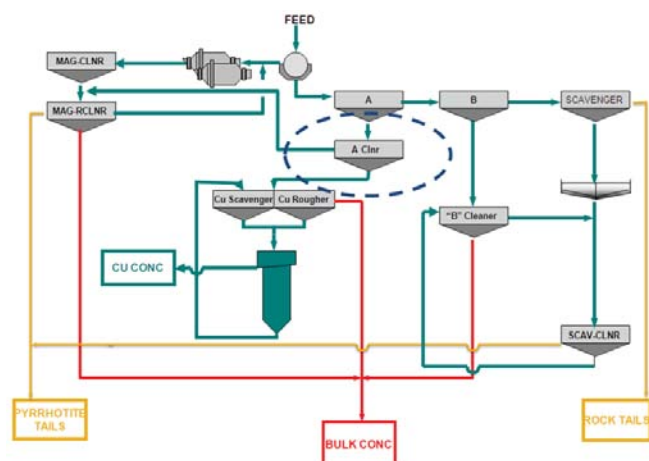 FEED
MAG-CLNR
MAG-RCLNR
A
B
SCAVENGER
A Clnr
Cu Scavenger
Cu Rougher
"B" Cleaner
CU CONC
SCAV-CLNR
PYRRHOTITE
TAILS
BULK CONC
ROCK TAILS